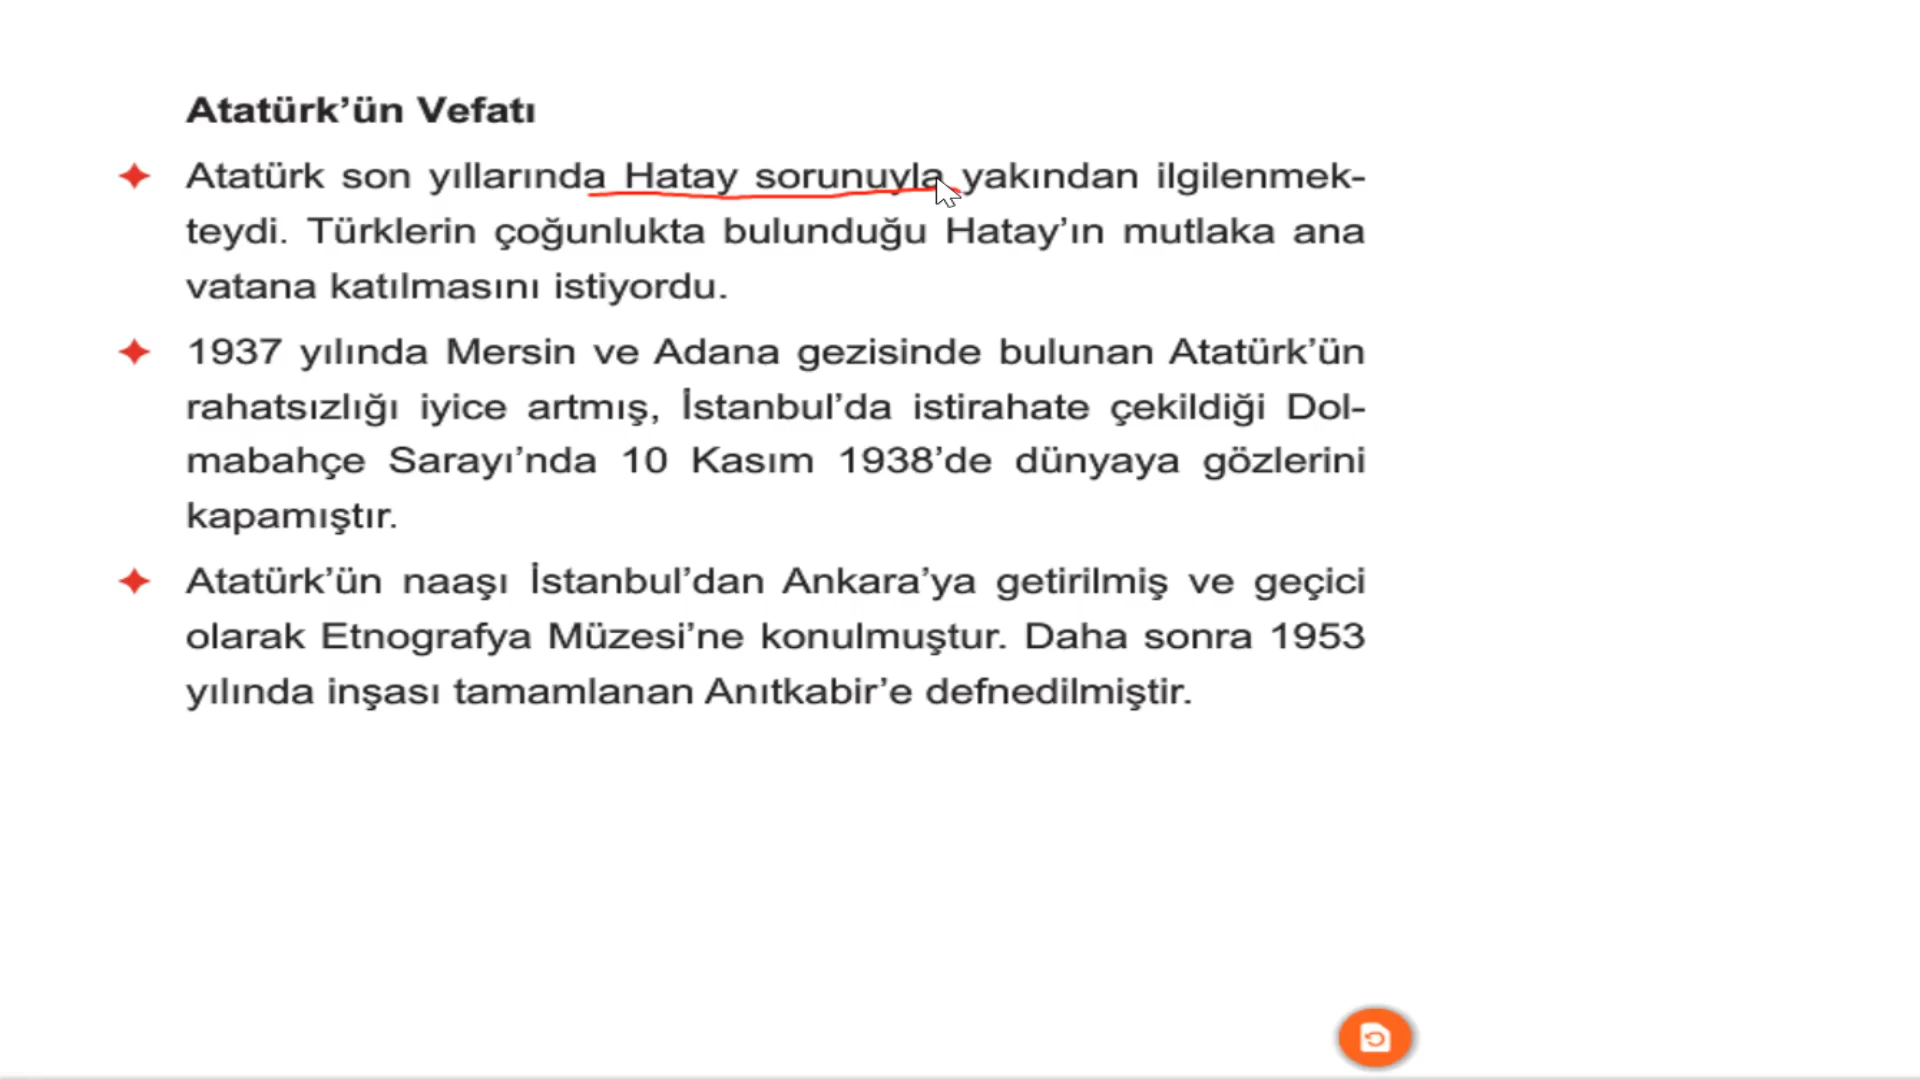 Atatürk’ün Vefatı
Atatürk son yıllarında Hatay sorunuyla yakından ilgilenmek-
teydi. Türklerin çoğunlukta bulunduğu Hatay’ın mutlaka ana
vatana katılmasını istiyordu.
1937 yılında Mersin ve Adana gezisinde bulunan Atatürk’ün
rahatsızlığı iyice artmış, İstanbul’da istirahate çekildiği Dol-
mabahçe Sarayı’nda 10 Kasım 1938’de dünyaya gözlerini
kapamıştır.
Atatürk’ün naaşı İstanbul’dan Ankara’ya getirilmiş ve geçici
olarak Etnografya Müzesi’ne konulmuştur. Daha sonra 1953
yılında inşası tamamlanan Anıtkabir’e defnedilmiştir.